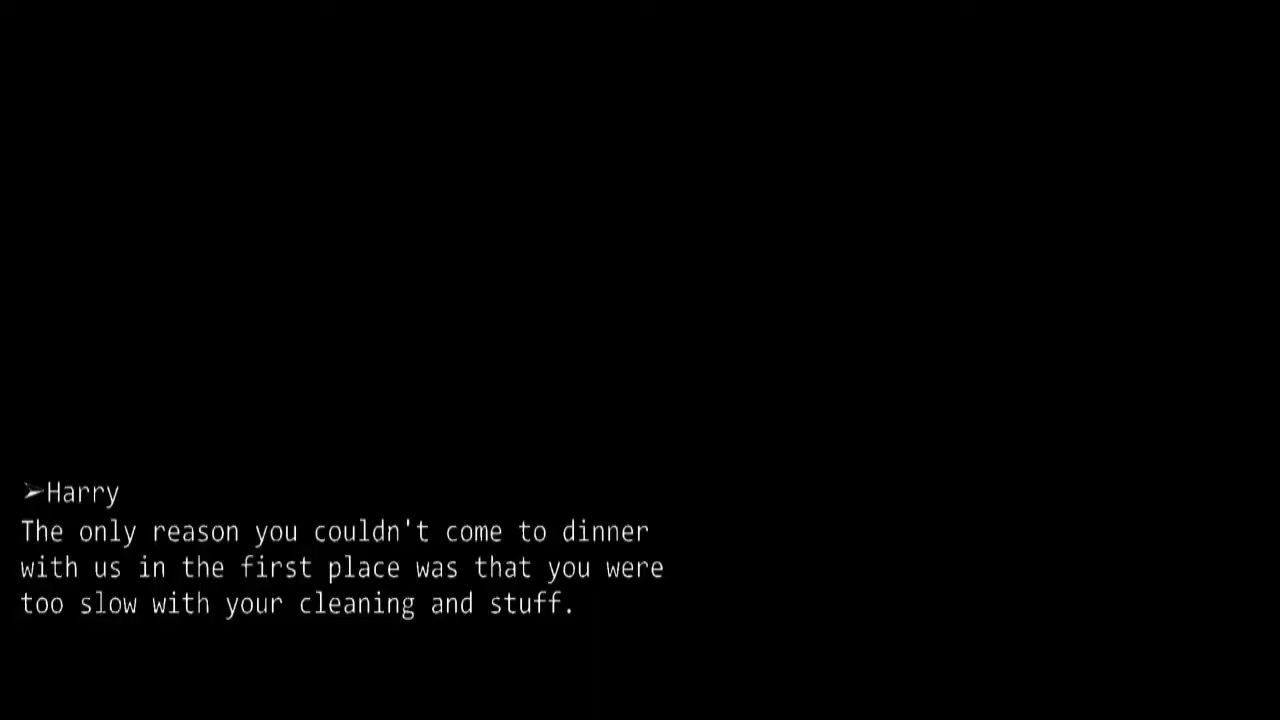 ➢Harry
The only reason you couldn't come to dinner
with us in the first place was that you were
too slow with your cleaning and stuff.